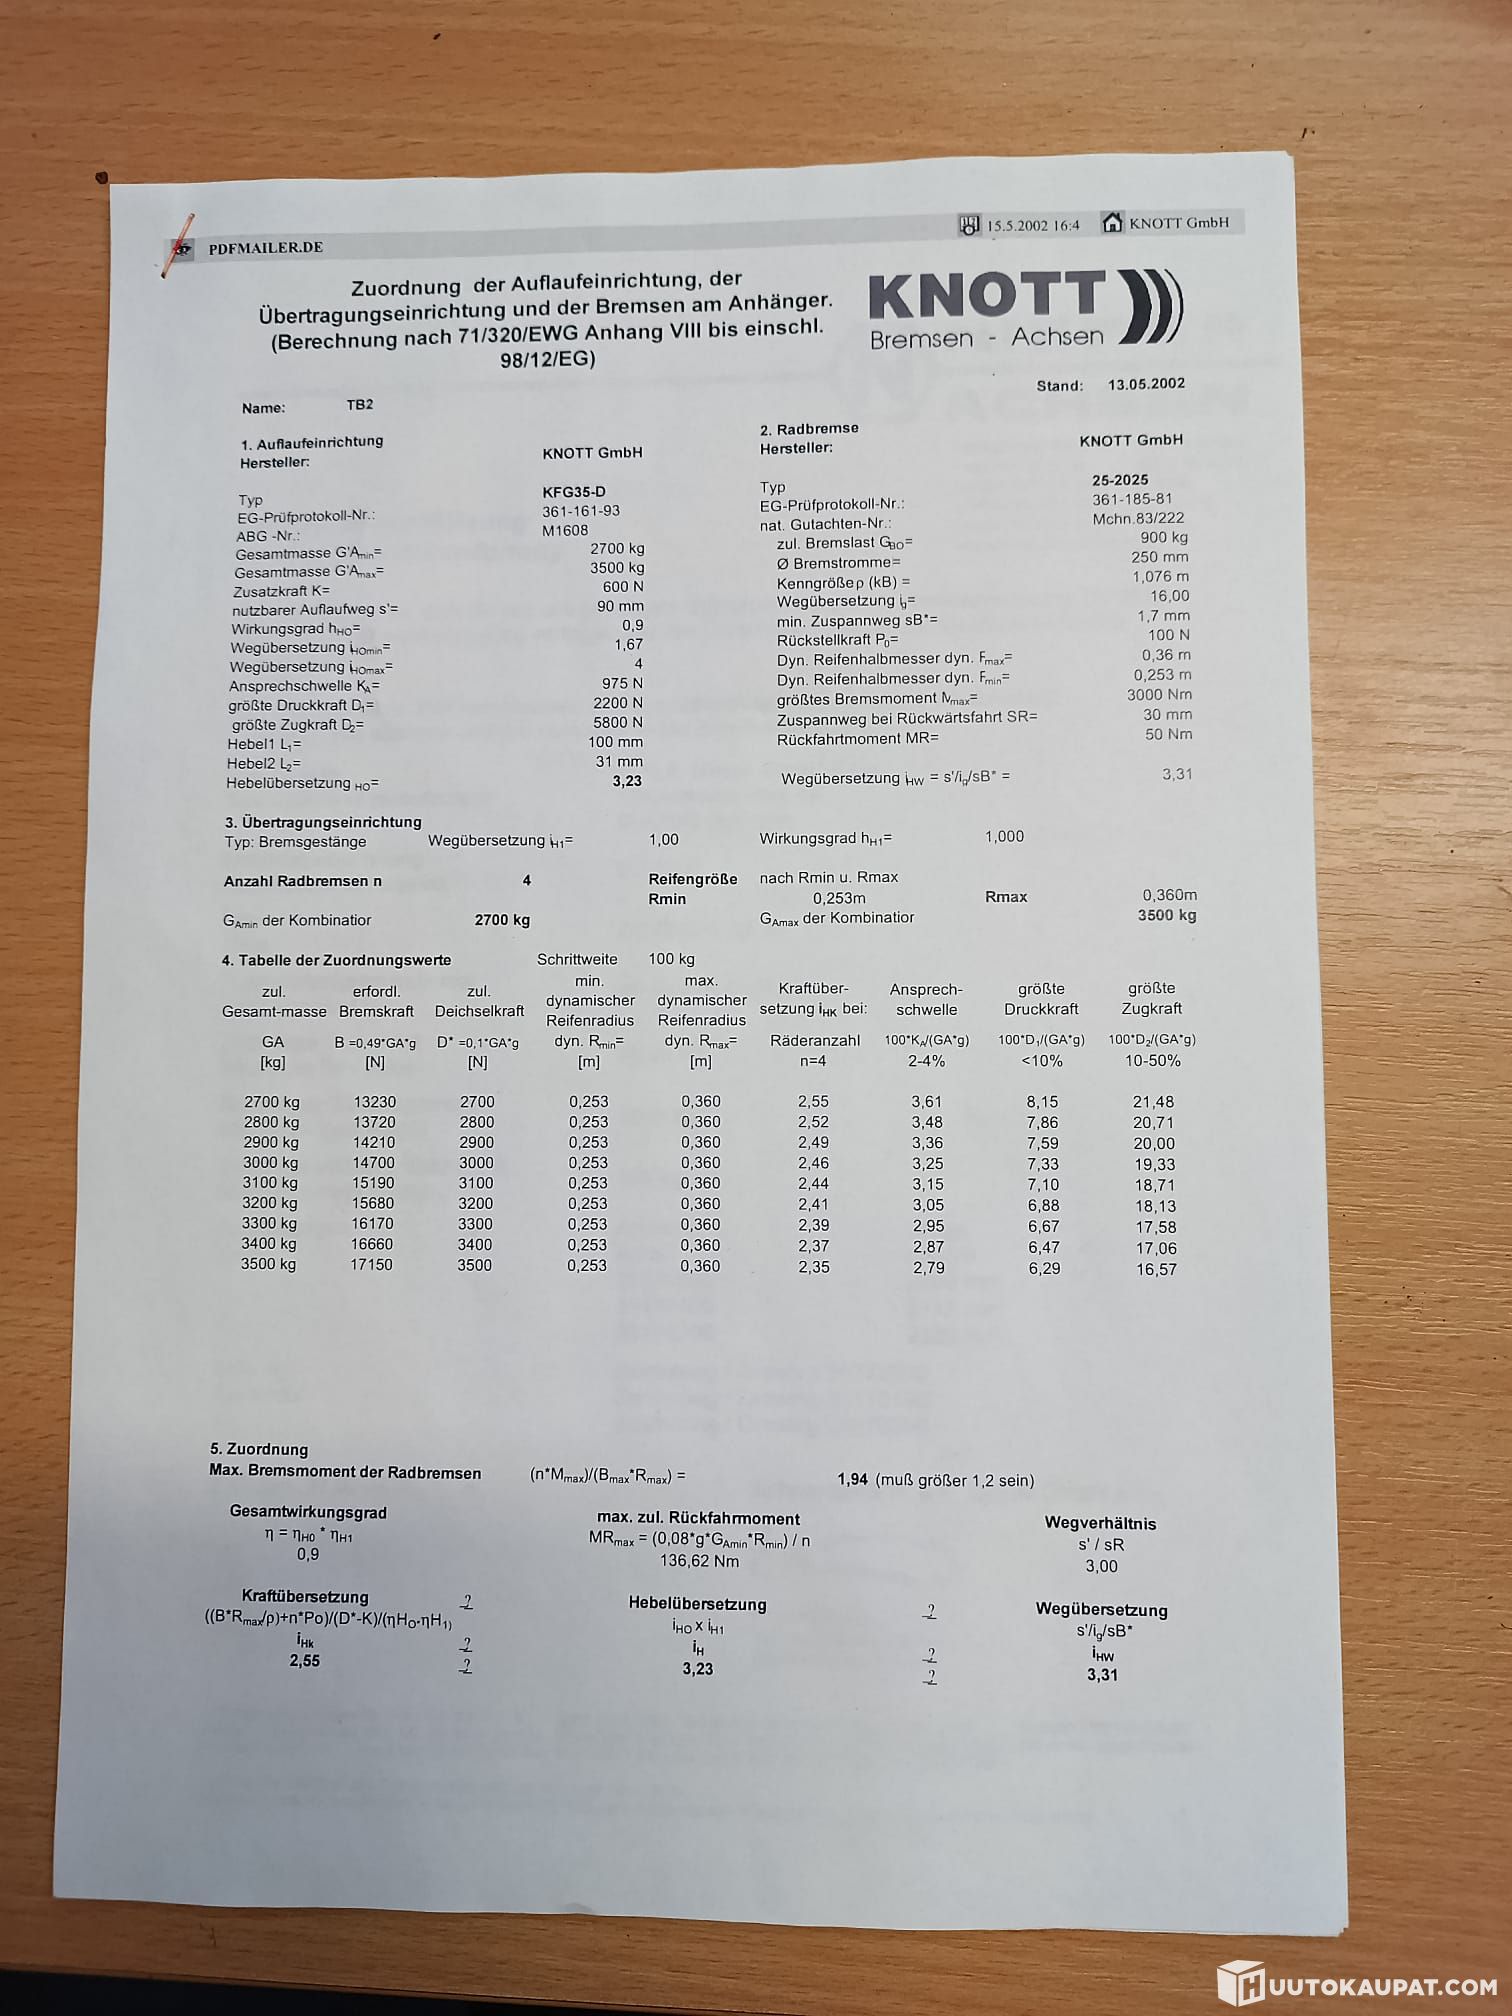 PDFMAILER.DE
15.5.2002 16:4 KNOTT GmbH
Zuordnung der Auflaufeinrichtung, der
Übertragungseinrichtung und der Bremsen am Anhänger.
(Berechnung nach 71/320/EWG Anhang VIII bis einschl.
98/12/EG)
KNOTT
Bremsen - Achsen
Stand: 13.05.2002
Name: TB2
1. Auflaufeinrichtung
Hersteller: KNOTT GmbH
Typ KFG35-D
EG-Prüfprotokoll-Nr.: 361-161-93
ABG -Nr.: M1608
Gesamtmasse G'Amin= 2700 kg
Gesamtmasse G'Amax= 3500 kg
Zusatzkraft K= 600 N
nutzbarer Auflaufweg s'= 90 mm
Wirkungsgrad hHO= 0,9
Wegübersetzung iHOmin= 1,67
Wegübersetzung iHOmax= 4
Ansprechschwelle KA= 975 N
größte Druckkraft D1= 2200 N
größte Zugkraft D2= 5800 N
Hebel1 L1= 100 mm
Hebel2 L2= 31 mm
Hebelübersetzung HO= 3,23
2. Radbremse
Hersteller: KNOTT GmbH
Typ 25-2025
EG-Prüfprotokoll-Nr.: 361-185-81
nat. Gutachten-Nr.: Mchn.83/222
zul. Bremslast GBO= 900 kg
Ø Bremstromme= 250 mm
Kenngröße ρ (kB) = 1,076 m
Wegübersetzung ig= 16,00
min. Zuspannweg sB*= 1,7 mm
Rückstellkraft P0= 100 N
Dyn. Reifenhalbmesser dyn. rmax= 0,36 m
Dyn. Reifenhalbmesser dyn. rmin= 0,253 m
größtes Bremsmoment Mmax= 3000 Nm
Zuspannweg bei Rückwärtsfahrt SR= 30 mm
Rückfahrtmoment MR= 50 Nm
Wegübersetzung iHW = s'/ig/sB* = 3,31
3. Übertragungseinrichtung
Typ: Bremsgestänge Wegübersetzung iH1= 1,00 Wirkungsgrad hH1= 1,000
Anzahl Radbremsen n 4 Reifengröße nach Rmin u. Rmax
Rmin 0,253m Rmax 0,360m
GAmin der Kombinatior 2700 kg GAmax der Kombinatior 3500 kg
4. Tabelle der Zuordnungswerte Schrittweite 100 kg
zul. Gesamt-masse GA [kg]
erfordl. Bremskraft B =0,49*GA*g [N]
zul. Deichselkraft D* =0,1*GA*g [N]
min. dynamischer Reifenradius dyn. Rmin= [m]
max. dynamischer Reifenradius dyn. Rmax= [m]
Kraftüber- setzung iHK bei: Räderanzahl n=4
Ansprech- schwelle 100*KA/(GA*g) 2-4%
größte Druckkraft 100*D1/(GA*g) <10%
größte Zugkraft 100*D2/(GA*g) 10-50%
2700 kg 13230 2700 0,253 0,360 2,55 3,61 8,15 21,48
2800 kg 13720 2800 0,253 0,360 2,52 3,48 7,86 20,71
2900 kg 14210 2900 0,253 0,360 2,49 3,36 7,59 20,00
3000 kg 14700 3000 0,253 0,360 2,46 3,25 7,33 19,33
3100 kg 15190 3100 0,253 0,360 2,44 3,15 7,10 18,71
3200 kg 15680 3200 0,253 0,360 2,41 3,05 6,88 18,13
3300 kg 16170 3300 0,253 0,360 2,39 2,95 6,67 17,58
3400 kg 16660 3400 0,253 0,360 2,37 2,87 6,47 17,06
3500 kg 17150 3500 0,253 0,360 2,35 2,79 6,29 16,57
5. Zuordnung
Max. Bremsmoment der Radbremsen (n*Mmax)/(Bmax*Rmax) = 1,94 (muß größer 1,2 sein)
Gesamtwirkungsgrad max. zul. Rückfahrmoment Wegverhältnis
η = ηH0 * ηH1 MRmax = (0,08*g*GAmin*Rmin) / n s' / sR
0,9 136,62 Nm 3,00
Kraftübersetzung 2 Hebelübersetzung 2 Wegübersetzung
((B*Rmax/ρ)+n*Po)/(D*-K)/(ηHO*ηH1) iHO x iH1 s'/ig/sB*
iHk 2 iH 2 iHW
2,55 2 3,23 2 3,31
HUUTOKAUPAT.COM